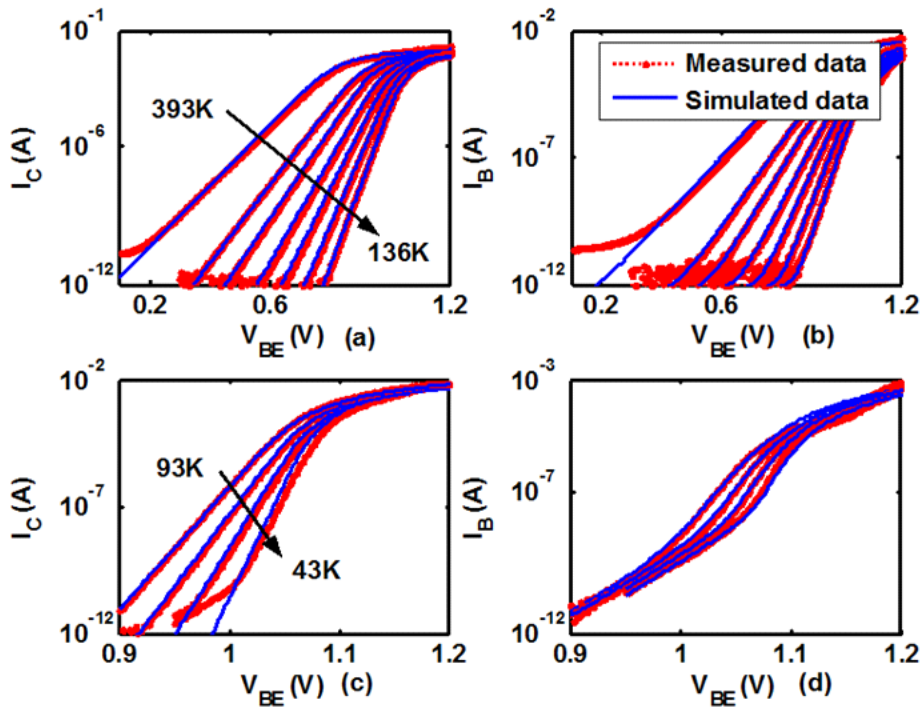 10^-1
10^-6
10^-12
I_C (A)
393K
136K
0.2
0.6
1.2
V_BE (V)
(a)
10^-2
10^-7
10^-12
I_B (A)
Measured data
Simulated data
0.2
0.6
1.2
V_BE (V)
(b)
10^-2
10^-7
10^-12
I_C (A)
93K
43K
0.9
1
1.1
1.2
V_BE (V)
(c)
10^-3
10^-7
10^-12
I_B (A)
0.9
1
1.1
1.2
V_BE (V)
(d)